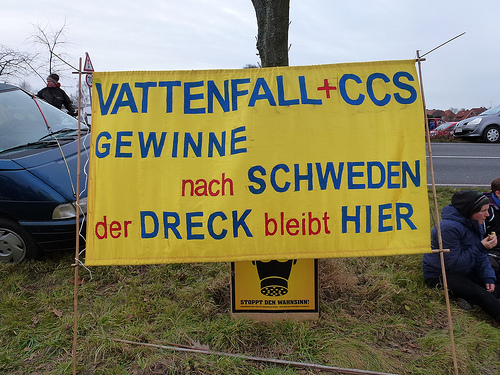 VATTENFALL+CCS
GEWINNE
nach SCHWEDEN
der DRECK bleibt HIER
STOPPT DEN WAHNSINN!